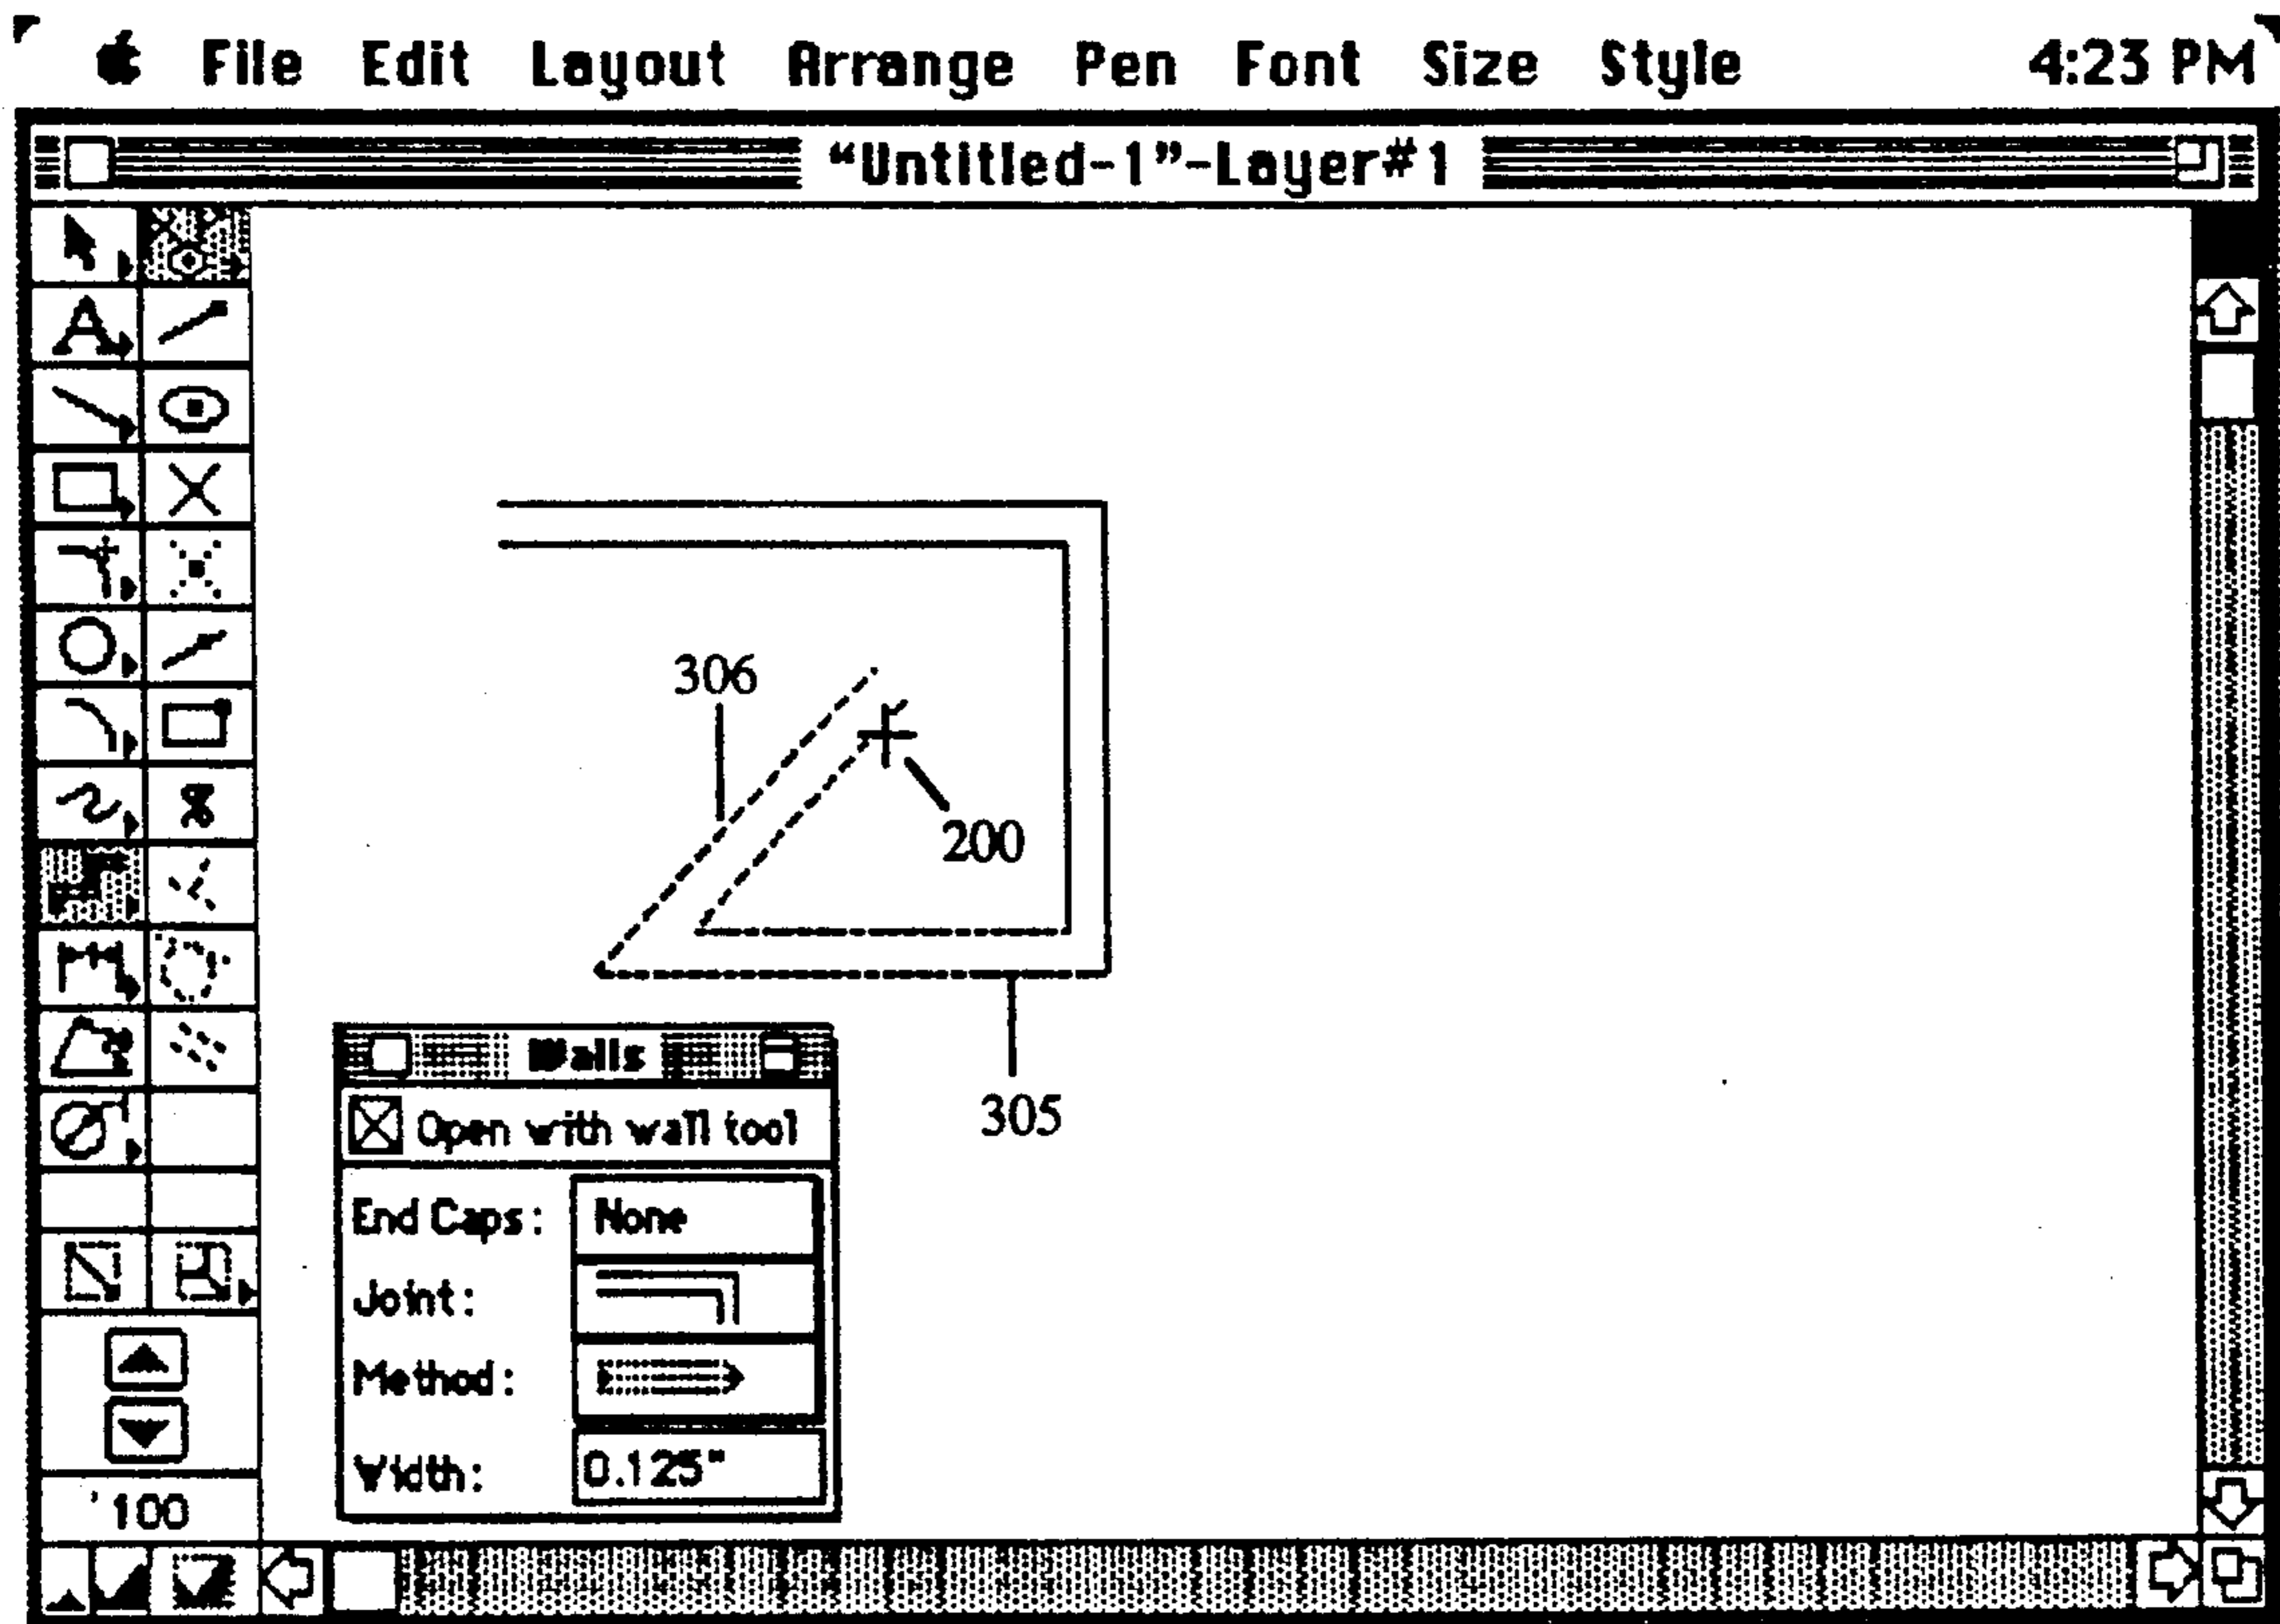 File Edit Layout Arrange Pen Font Size Style 4:23 PM
“Untitled-1”-Layer#1
A
306
200
305
Walls
Open with wall tool
End Caps: None
Joint:
Method:
Width: 0.125"
100